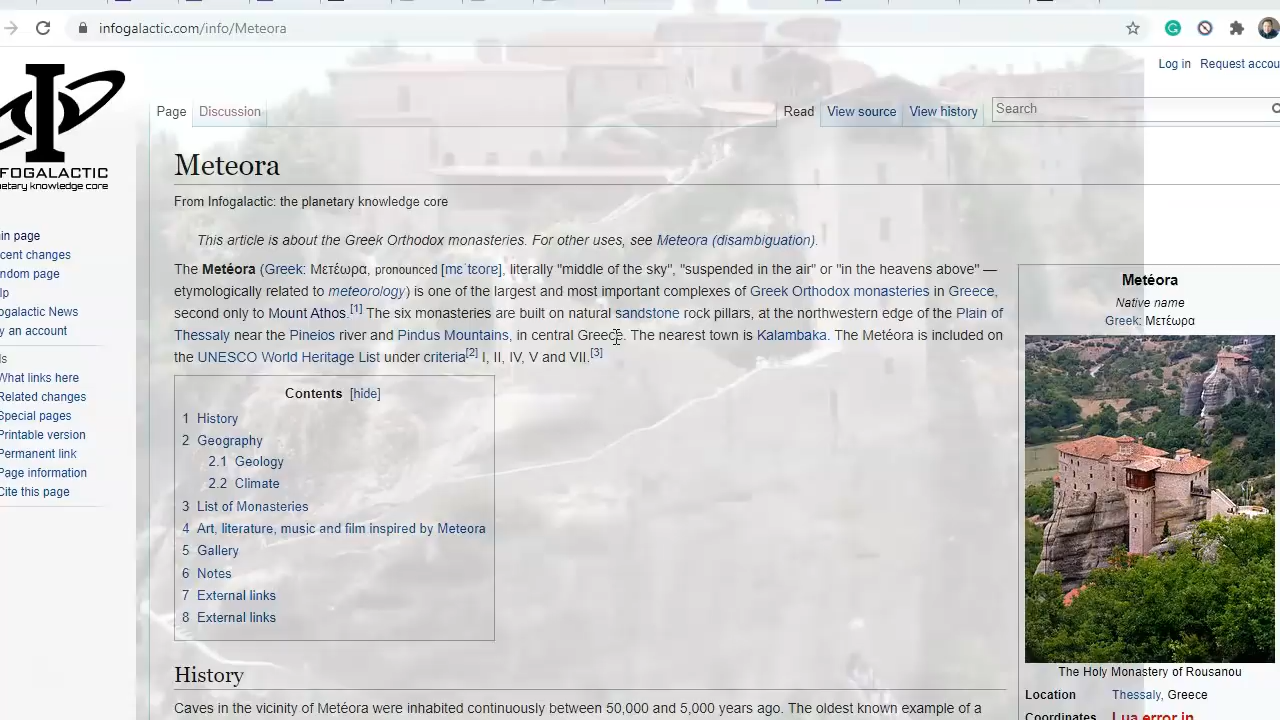 infogalactic.com/info/Meteora
Log in Request accou
Page Discussion Read View source View history Search
FOGALACTIC
netary knowledge core
Meteora
From Infogalactic: the planetary knowledge core
This article is about the Greek Orthodox monasteries. For other uses, see Meteora (disambiguation).
The Metéora (Greek: Μετέωρα, pronounced [mɛˈtɛorɐ], literally "middle of the sky", "suspended in the air" or "in the heavens above" —
etymologically related to meteorology) is one of the largest and most important complexes of Greek Orthodox monasteries in Greece,
second only to Mount Athos.[1] The six monasteries are built on natural sandstone rock pillars, at the northwestern edge of the Plain of
Thessaly near the Pineios river and Pindus Mountains, in central Greece. The nearest town is Kalambaka. The Metéora is included on
the UNESCO World Heritage List under criteria[2] I, II, IV, V and VII.[3]
in page
cent changes
ndom page
lp
ogalactic News
y an account
ls
What links here
Related changes
Special pages
Printable version
Permanent link
Page information
Cite this page
Contents [hide]
1 History
2 Geography
2.1 Geology
2.2 Climate
3 List of Monasteries
4 Art, literature, music and film inspired by Meteora
5 Gallery
6 Notes
7 External links
8 External links
History
Caves in the vicinity of Metéora were inhabited continuously between 50,000 and 5,000 years ago. The oldest known example of a
Metéora
Native name
Greek: Μετέωρα
The Holy Monastery of Rousanou
Location Thessaly, Greece
Coordinates Lua error in